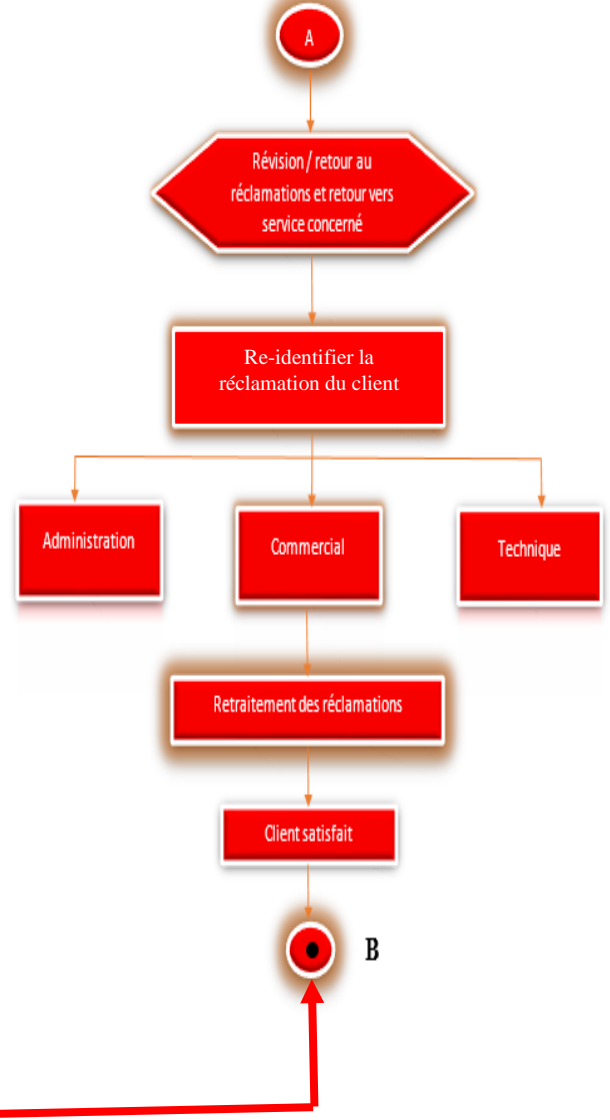 A
Révision / retour au
réclamations et retour vers
service concerné
Re-identifier la
réclamation du client
Administration
Commercial
Technique
Retraitement des réclamations
Client satisfait
B